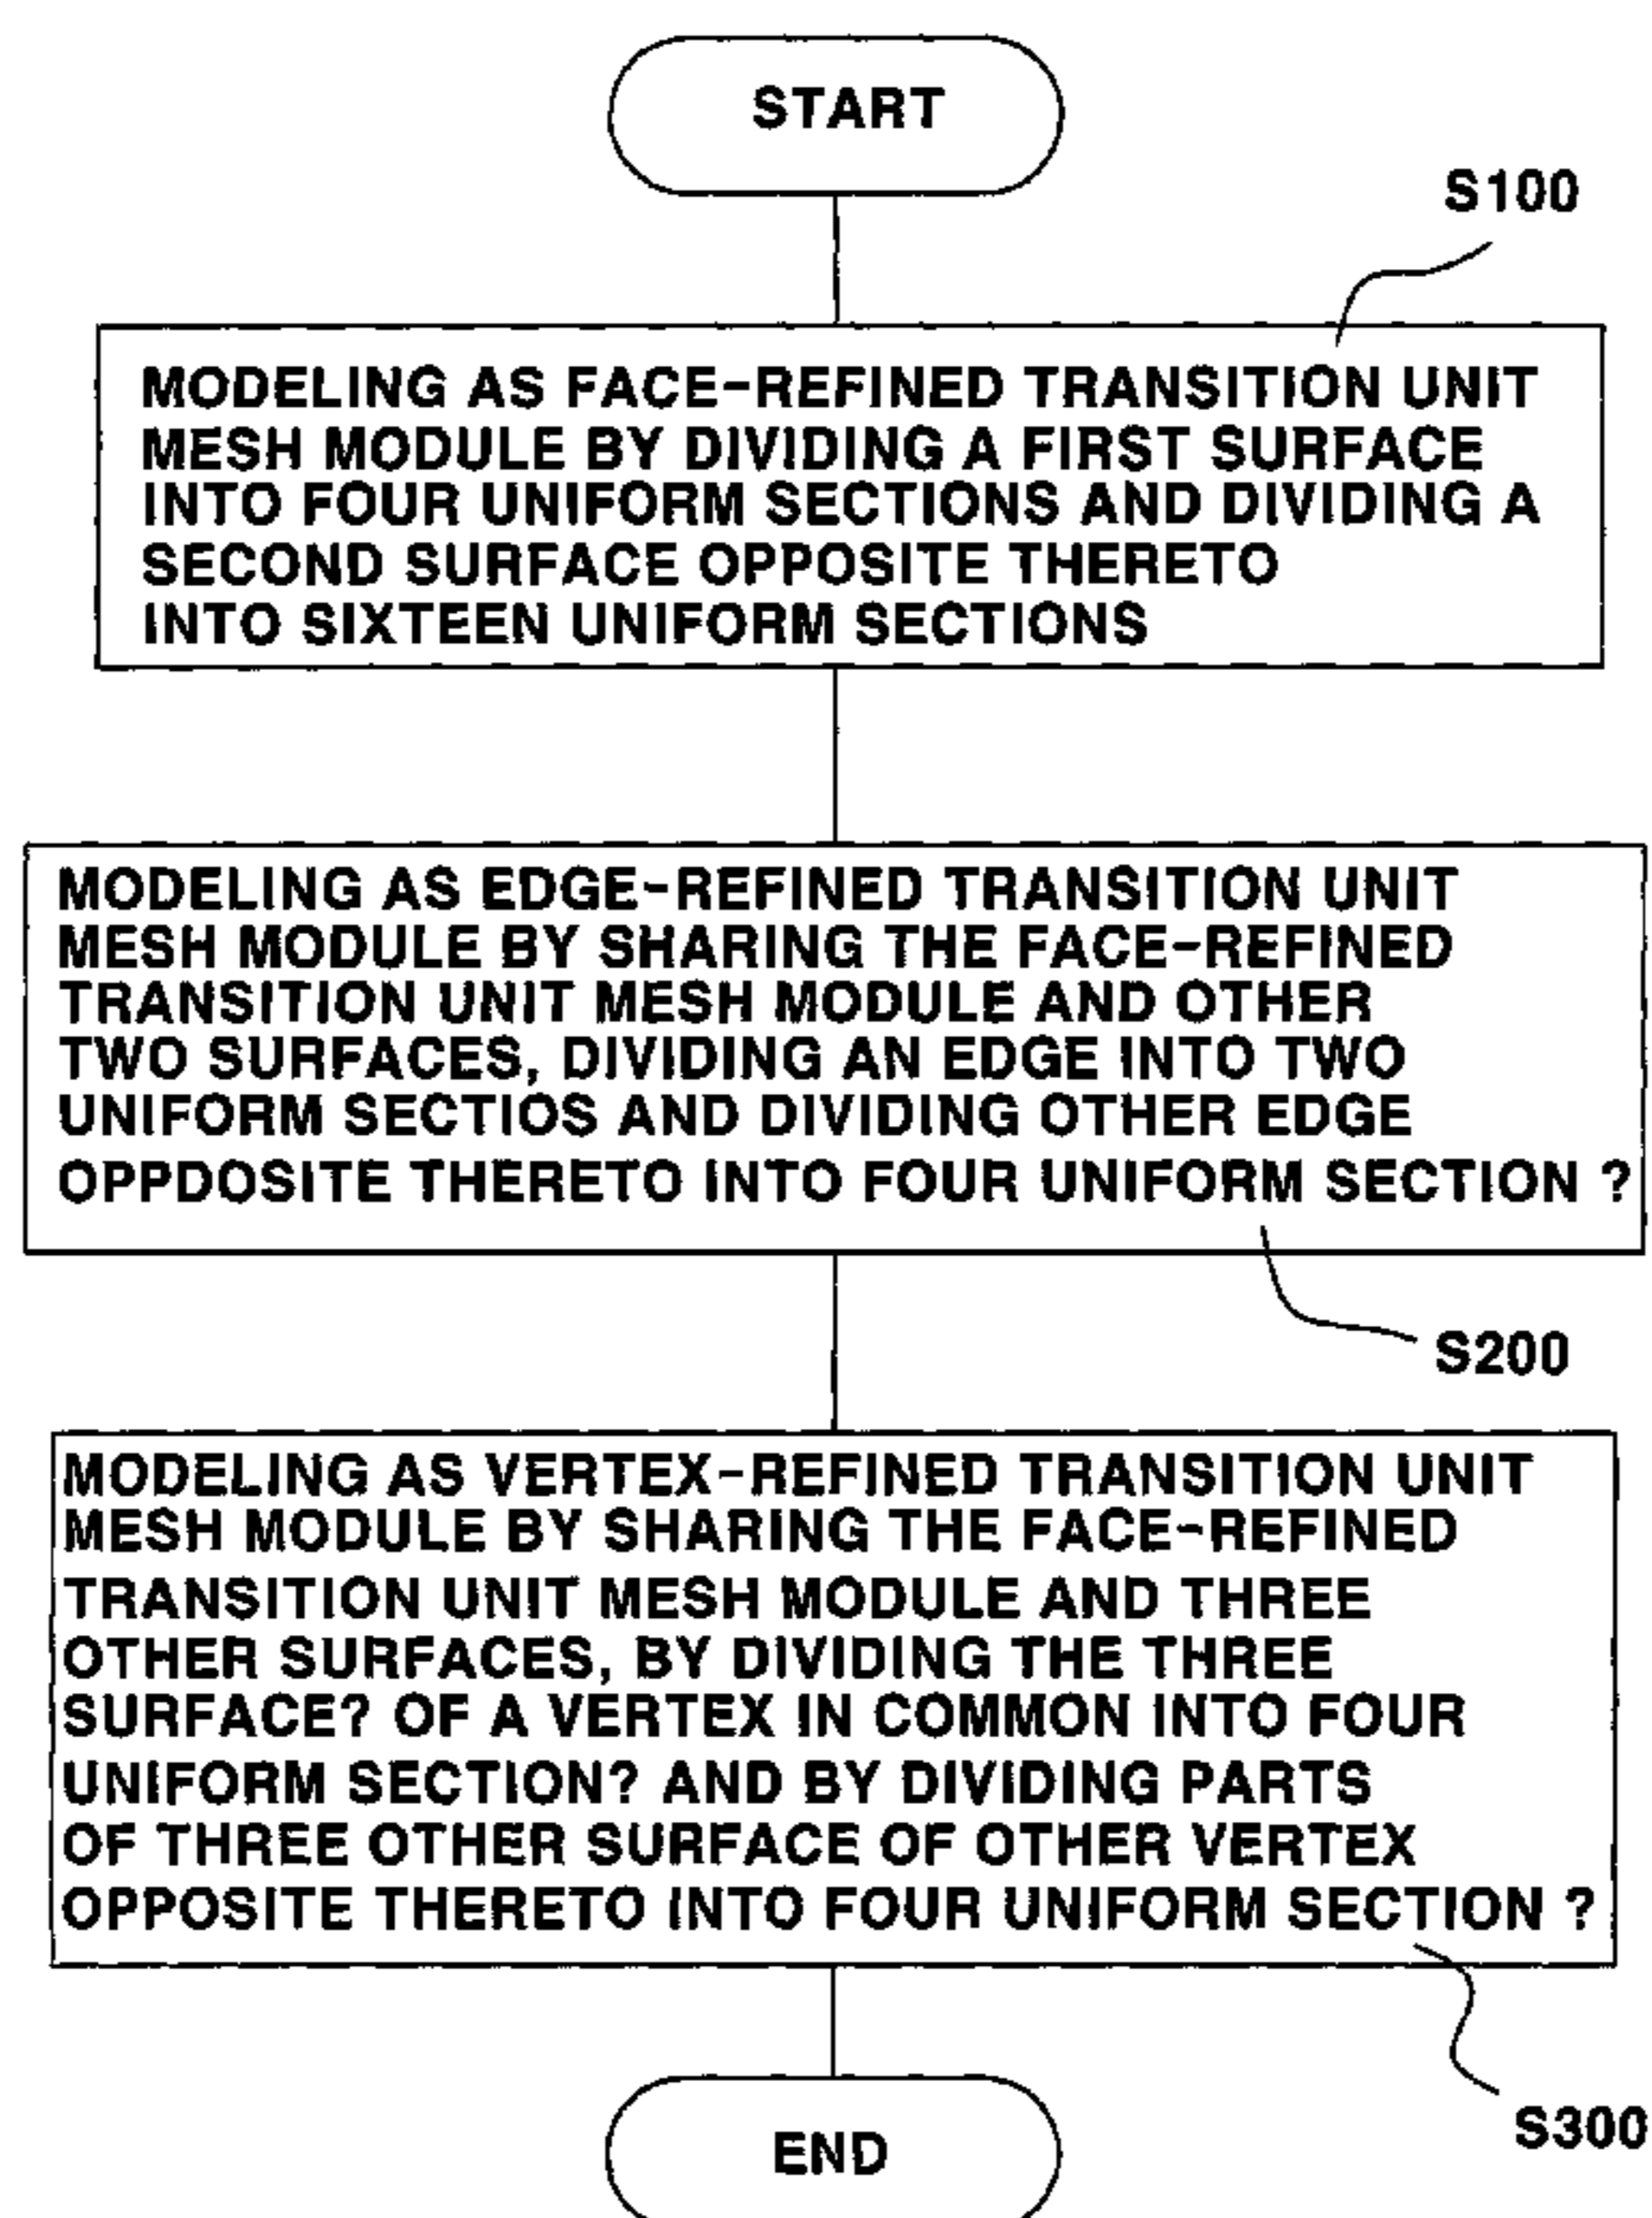 START
S100
MODELING AS FACE-REFINED TRANSITION UNIT
MESH MODULE BY DIVIDING A FIRST SURFACE
INTO FOUR UNIFORM SECTIONS AND DIVIDING A
SECOND SURFACE OPPOSITE THERETO
INTO SIXTEEN UNIFORM SECTIONS
MODELING AS EDGE-REFINED TRANSITION UNIT
MESH MODULE BY SHARING THE FACE-REFINED
TRANSITION UNIT MESH MODULE AND OTHER
TWO SURFACES, DIVIDING AN EDGE INTO TWO
UNIFORM SECTIOS AND DIVIDING OTHER EDGE
OPPDOSITE THERETO INTO FOUR UNIFORM SECTION ?
S200
MODELING AS VERTEX-REFINED TRANSITION UNIT
MESH MODULE BY SHARING THE FACE-REFINED
TRANSITION UNIT MESH MODULE AND THREE
OTHER SURFACES, BY DIVIDING THE THREE
SURFACE? OF A VERTEX IN COMMON INTO FOUR
UNIFORM SECTION? AND BY DIVIDING PARTS
OF THREE OTHER SURFACE OF OTHER VERTEX
OPPOSITE THERETO INTO FOUR UNIFORM SECTION ?
S300
END